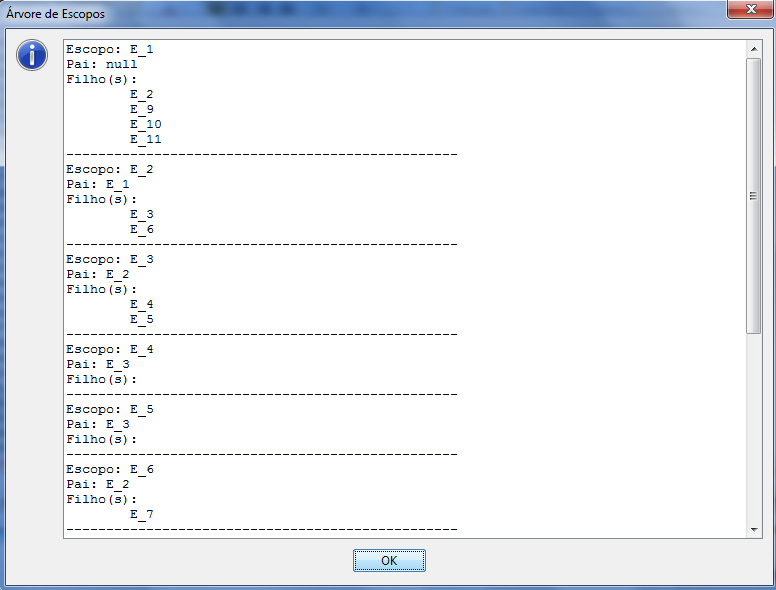 Árvore de Escopos
Escopo: E_1
Pai: null
Filho(s):
E_2
E_9
E_10
E_11
-------------------------------------------------
Escopo: E_2
Pai: E_1
Filho(s):
E_3
E_6
-------------------------------------------------
Escopo: E_3
Pai: E_2
Filho(s):
E_4
E_5
-------------------------------------------------
Escopo: E_4
Pai: E_3
Filho(s):
-------------------------------------------------
Escopo: E_5
Pai: E_3
Filho(s):
-------------------------------------------------
Escopo: E_6
Pai: E_2
Filho(s):
E_7
-------------------------------------------------
OK